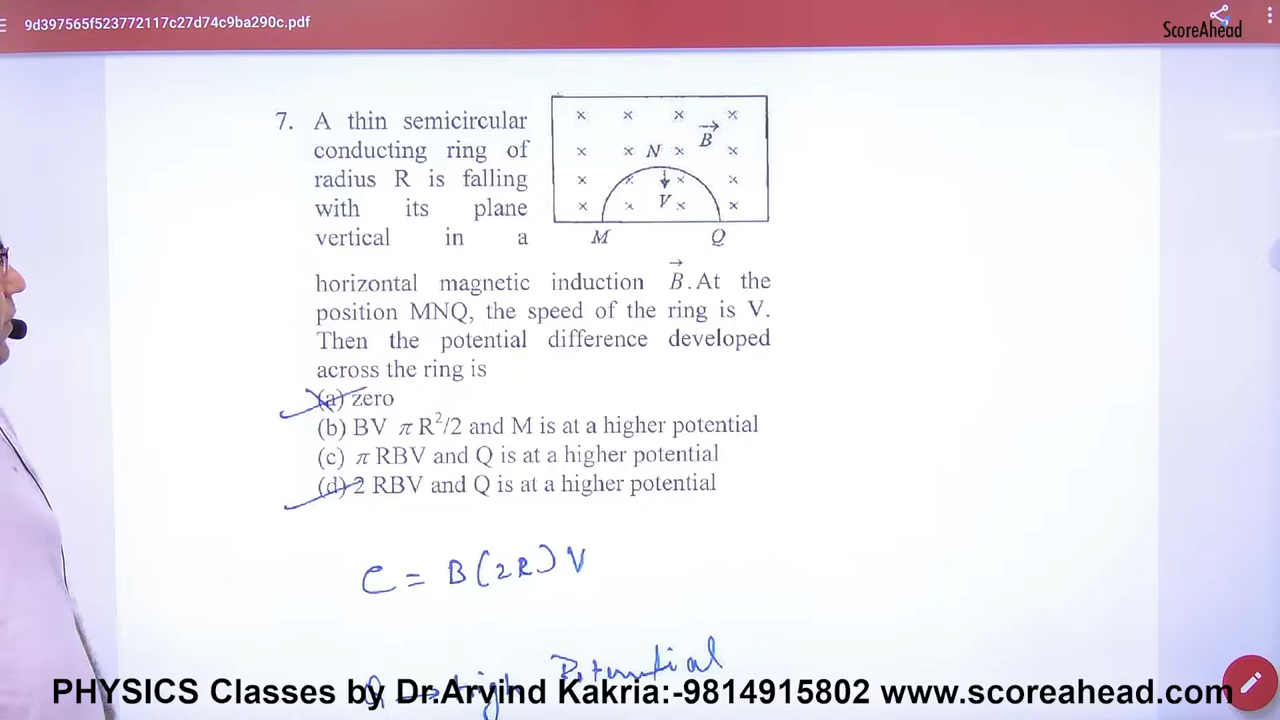 9d397565f523772117c27d74c9ba290c.pdf
ScoreAhead
7. A thin semicircular
conducting ring of
radius R is falling
with its plane
vertical in a
× × × ×
B
× × N × ×
× × × ×
× × V × ×
M Q
horizontal magnetic induction B. At the
position MNQ, the speed of the ring is V.
Then the potential difference developed
across the ring is
(a) zero
(b) BV π R²/2 and M is at a higher potential
(c) π RBV and Q is at a higher potential
(d) 2 RBV and Q is at a higher potential
e = B(2R)V
Q → high Potential
PHYSICS Classes by Dr.Arvind Kakria:-9814915802 www.scoreahead.com